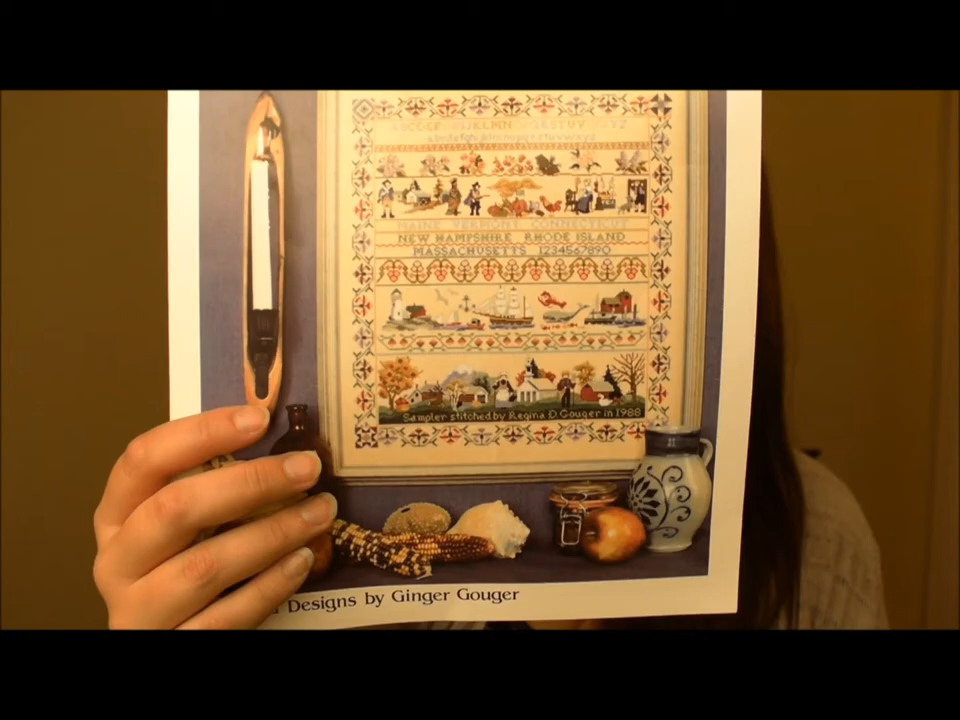 MAINE VERMONT CONNECTICUT
NEW HAMPSHIRE RHODE ISLAND
MASSACHUSETTS 1234567890
Sampler stitched by Regina D. Gouger in 1988
Designs by Ginger Gouger